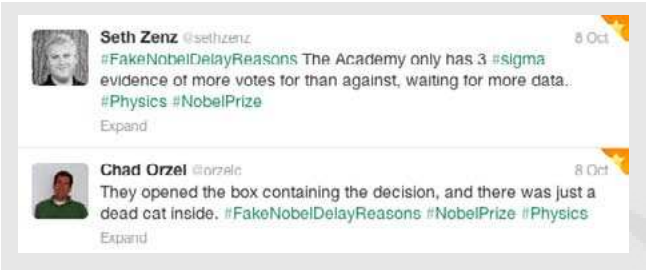 Seth Zenz @sethzenz 8 Oct
#FakeNobelDelayReasons The Academy only has 3 #sigma
evidence of more votes for than against, waiting for more data.
#Physics #NobelPrize
Expand
Chad Orzel @orzelc 8 Oct
They opened the box containing the decision, and there was just a
dead cat inside. #FakeNobelDelayReasons #NobelPrize #Physics
Expand